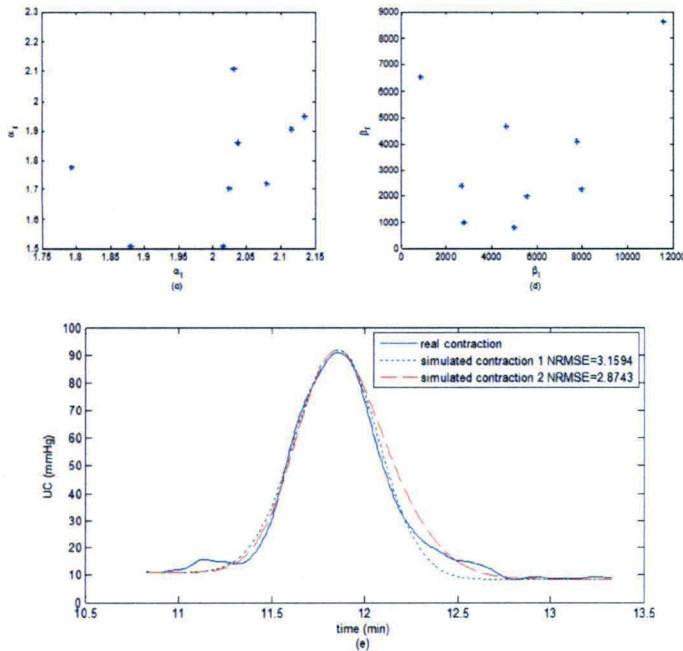 2.1
2
1.9
1.8
1.7
1.6
1.5
1.75 1.8 1.85 1.9 1.95 2 2.05 2.1 2.15
(c)
9000
8000
7000
6000
5000
4000
3000
2000
1000
0
0 2000 4000 6000 8000 10000 12000
(d)
100
90
80
70
60
50
40
30
20
10
0
UC (mmHg)
real contraction
simulated contraction 1 NRMSE=3.1594
simulated contraction 2 NRMSE=2.8743
10.5 11 11.5 12 12.5 13 13.5
time (min)
(e)